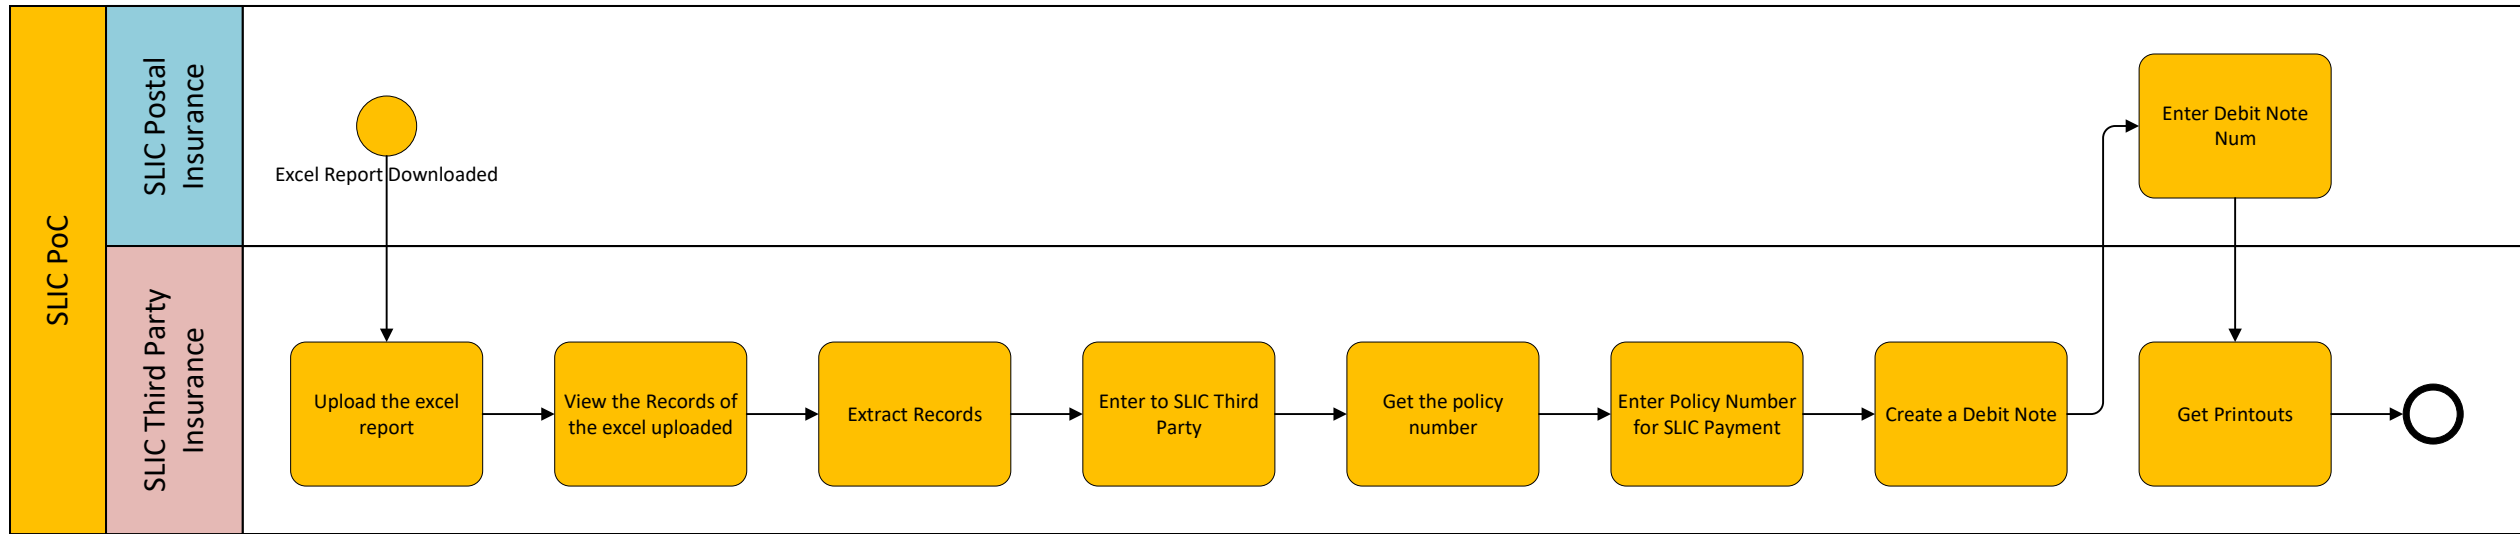 SLIC PoC
SLIC Postal
Insurance
Excel Report Downloaded
Enter Debit Note
Num
SLIC Third Party
Insurance
Upload the excel
report
View the Records of
the excel uploaded
Extract Records
Enter to SLIC Third
Party
Get the policy
number
Enter Policy Number
for SLIC Payment
Create a Debit Note
Get Printouts